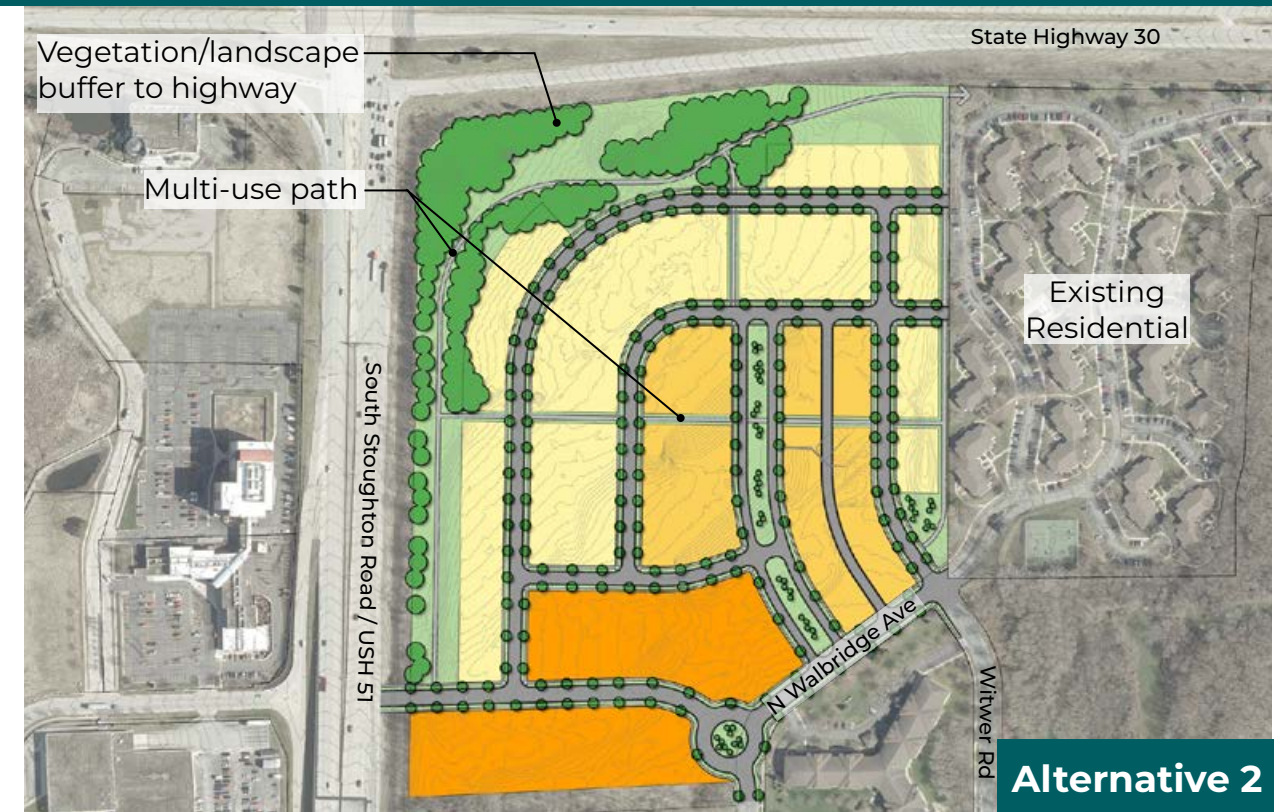 State Highway 30
Vegetation/landscape
buffer to highway
Multi-use path
Existing
Residential
South Stoughton Road / USH 51
N Walbridge Ave
Witwer Rd
Alternative 2